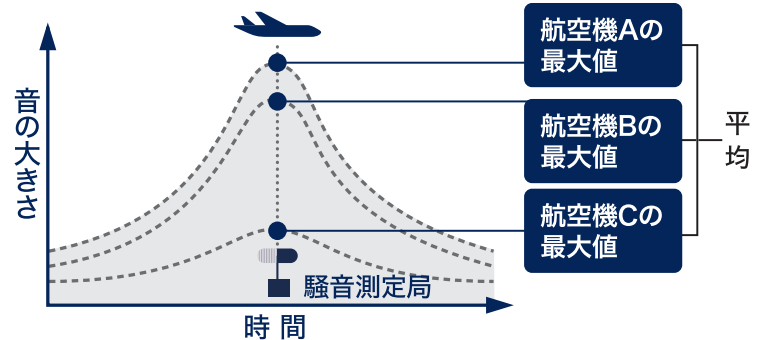 音の大きさ
航空機Aの
最大値
航空機Bの
最大値
航空機Cの
最大値
平均
騒音測定局
時間